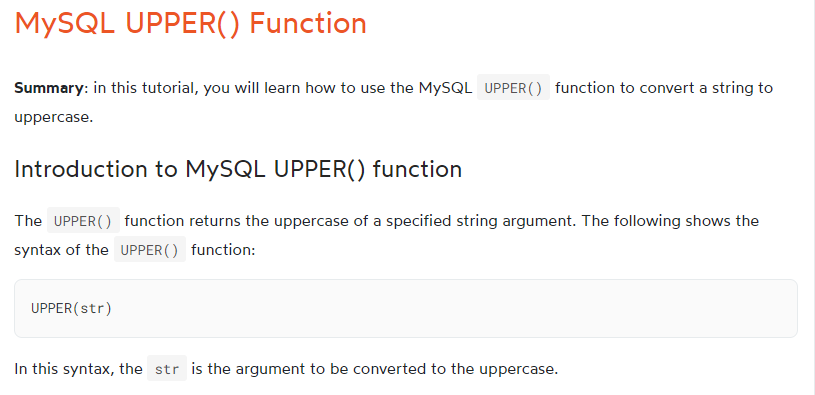 MySQL UPPER() Function
Summary: in this tutorial, you will learn how to use the MySQL UPPER() function to convert a string to
uppercase.
Introduction to MySQL UPPER() function
The UPPER() function returns the uppercase of a specified string argument. The following shows the
syntax of the UPPER() function:
UPPER(str)
In this syntax, the str is the argument to be converted to the uppercase.